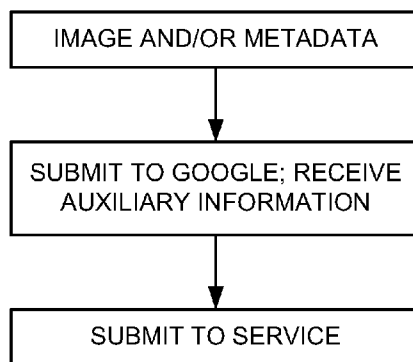 IMAGE AND/OR METADATA
SUBMIT TO GOOGLE; RECEIVE
AUXILIARY INFORMATION
SUBMIT TO SERVICE